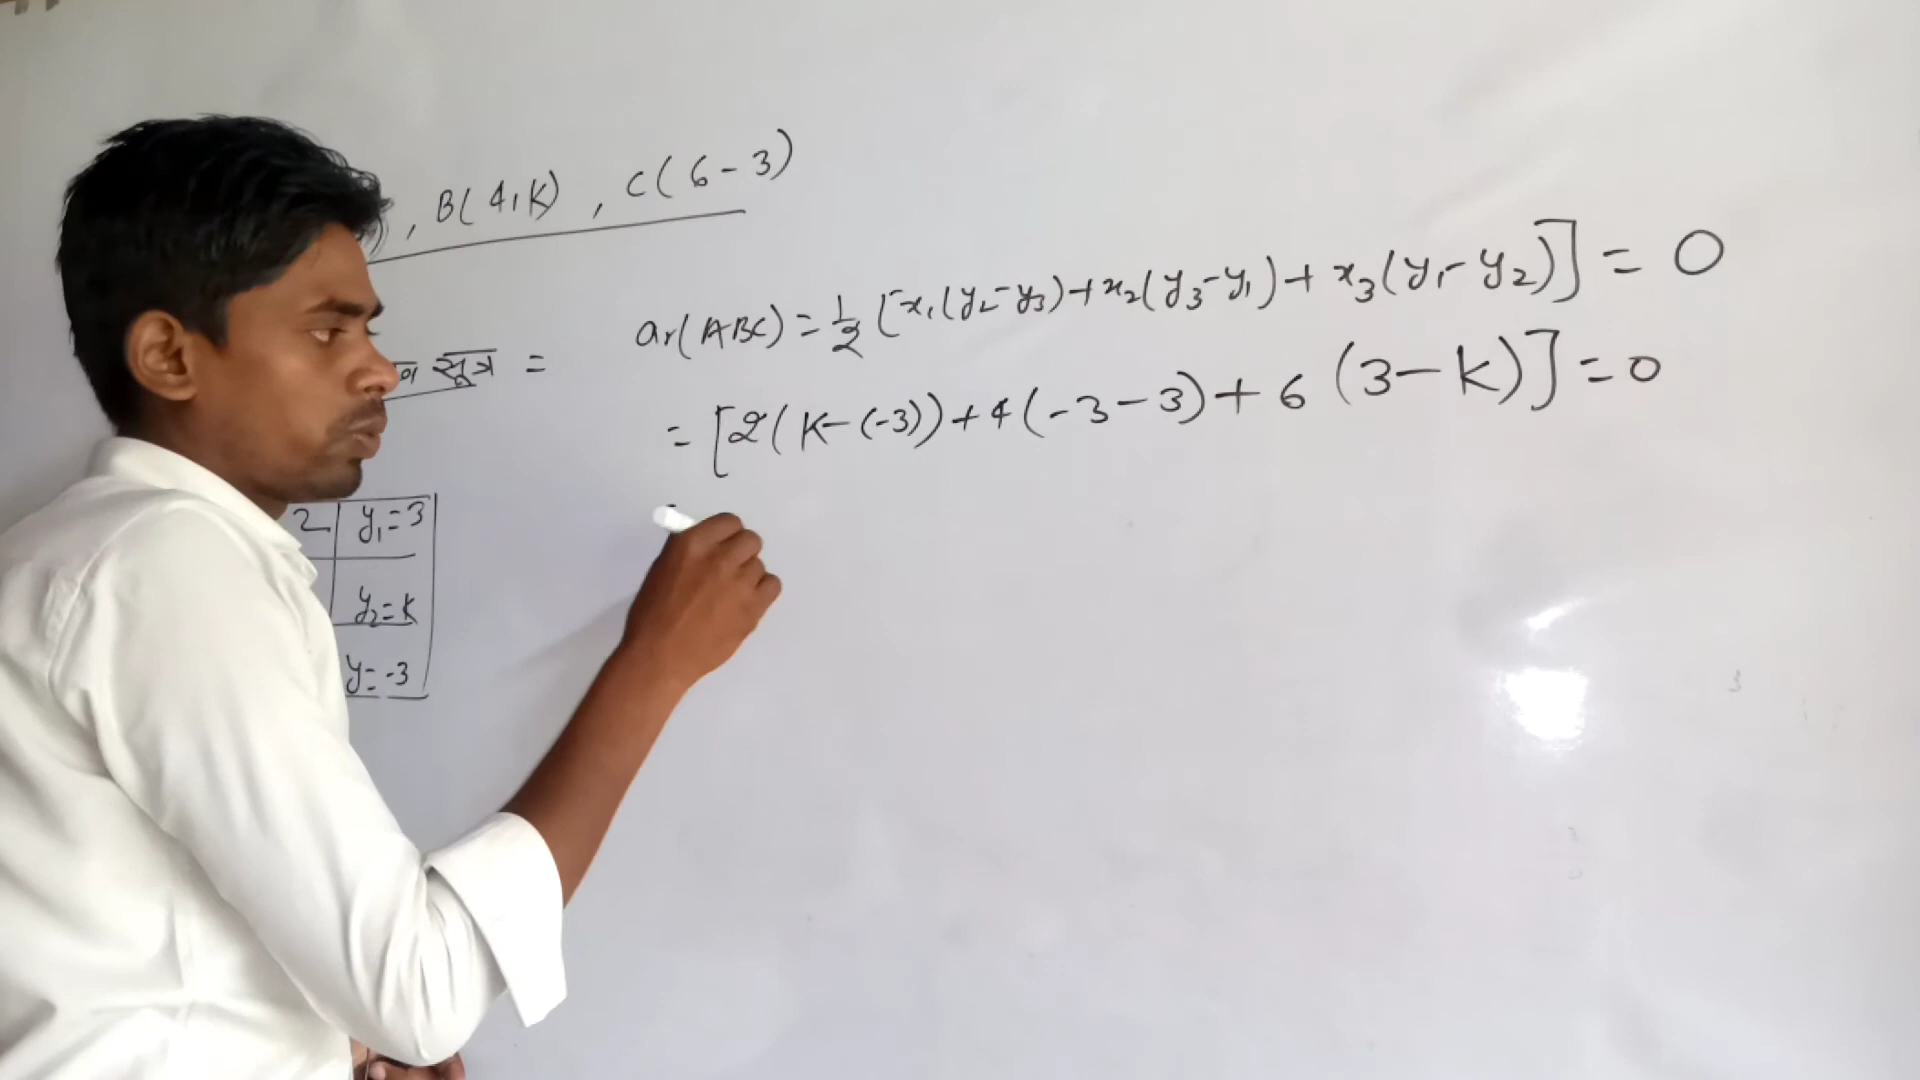 ) , B(4,K) , C(6-3)
ar(ABC) = 1/2 [x₁(y₂-y₃)+x₂(y₃-y₁)+x₃(y₁-y₂)] = 0
सूत्र =
= [2(K-(-3))+4(-3-3)+6(3-K)] = 0
2 | y₁=3
y₂=K
y=-3